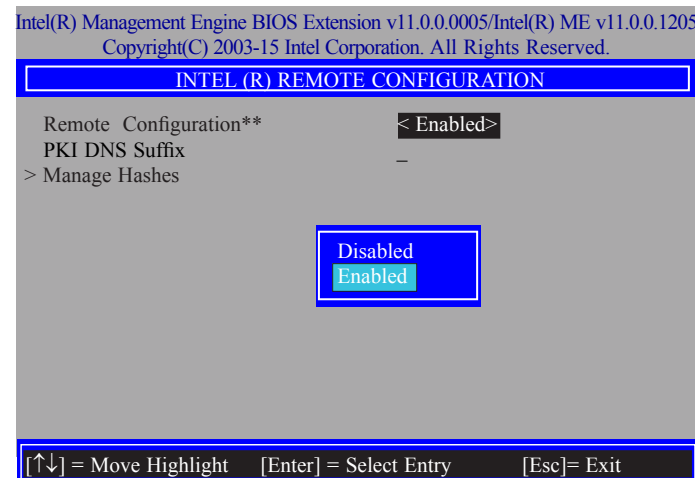 Intel(R) Management Engine BIOS Extension v11.0.0.0005/Intel(R) ME v11.0.0.1205
Copyright(C) 2003-15 Intel Corporation. All Rights Reserved.
INTEL (R) REMOTE CONFIGURATION
Remote Configuration** < Enabled>
PKI DNS Suffix _
> Manage Hashes
Disabled
Enabled
[↑↓] = Move Highlight [Enter] = Select Entry [Esc]= Exit